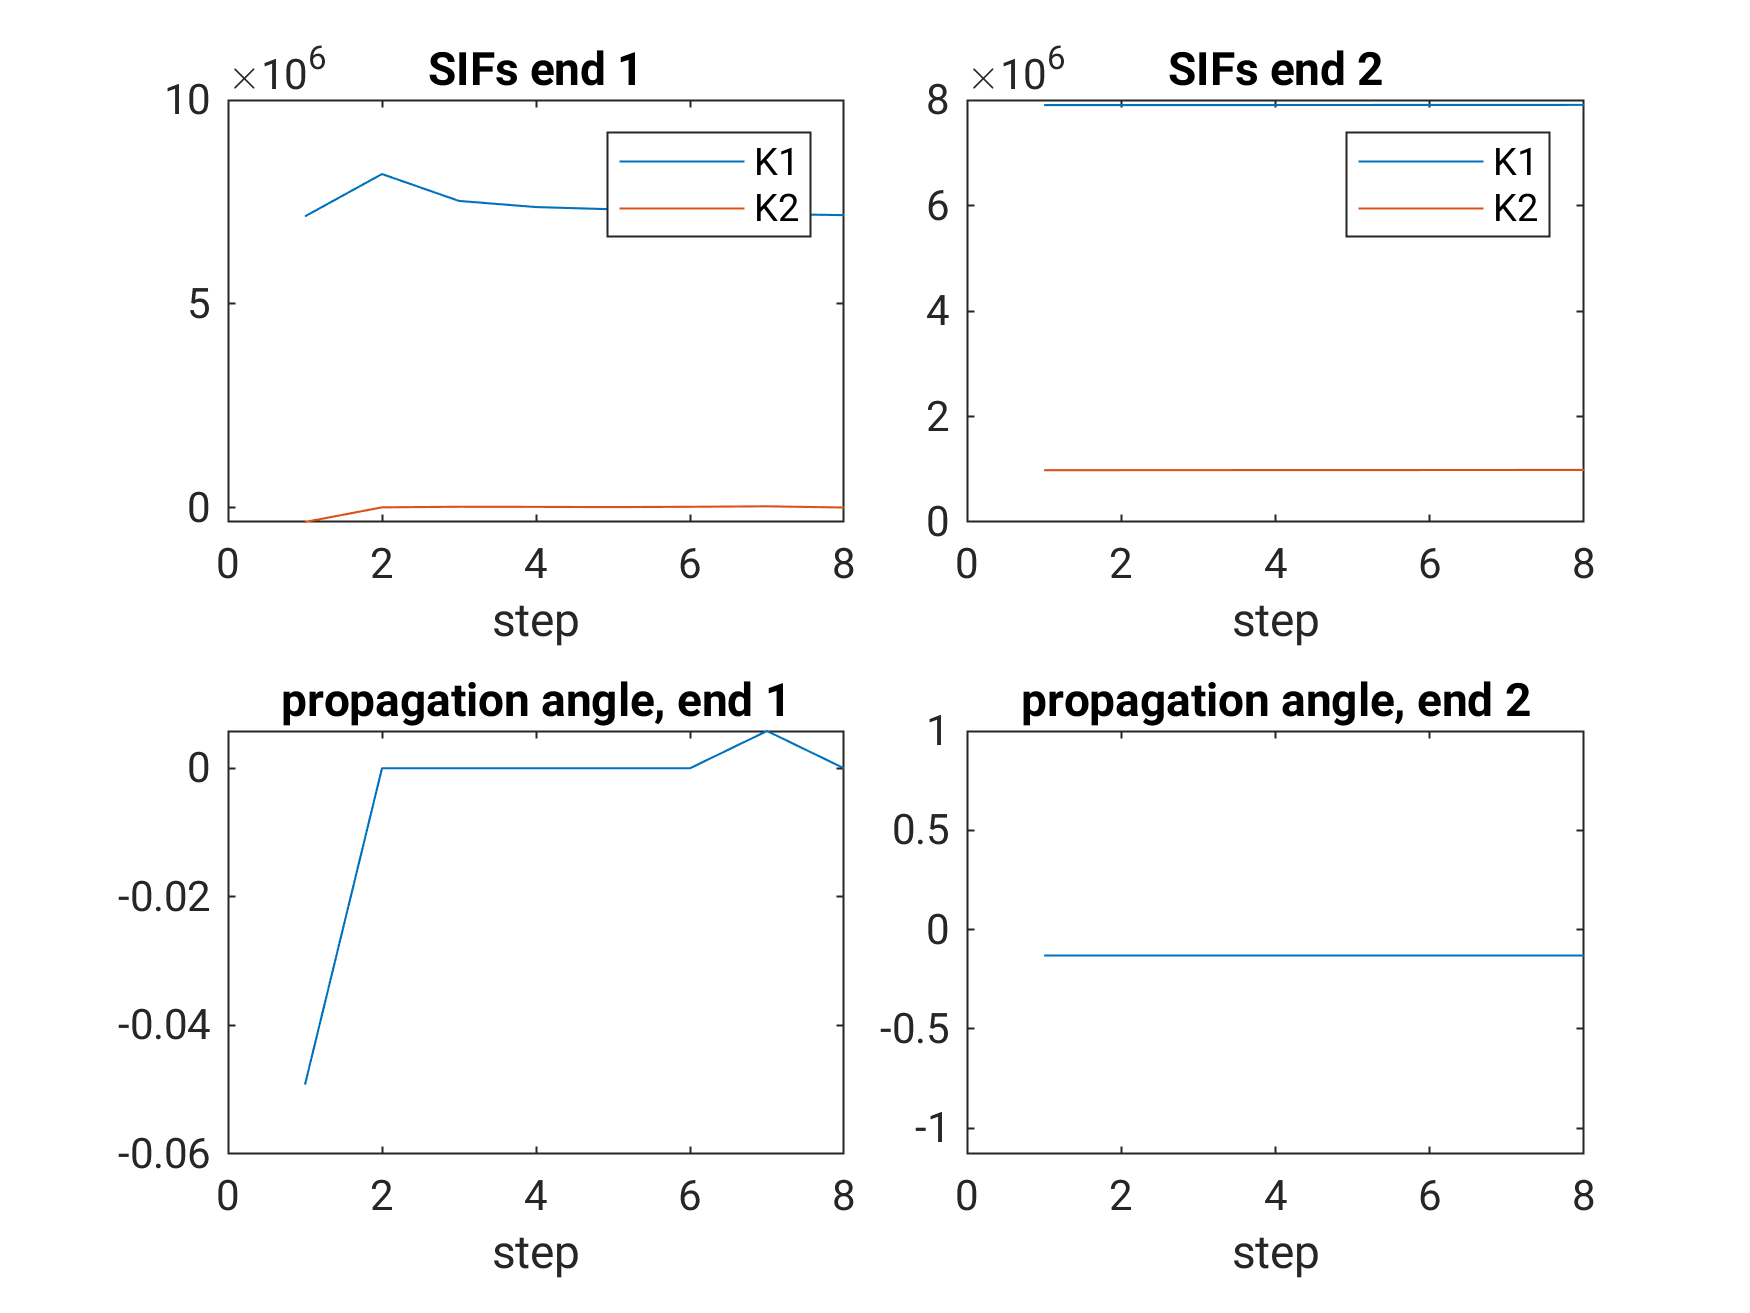 ×10^6
SIFs end 1
10
5
0
K1
K2
0 2 4 6 8
step
×10^6
SIFs end 2
8
6
4
2
0
K1
K2
0 2 4 6 8
step
propagation angle, end 1
0
-0.02
-0.04
-0.06
0 2 4 6 8
step
propagation angle, end 2
1
0.5
0
-0.5
-1
0 2 4 6 8
step